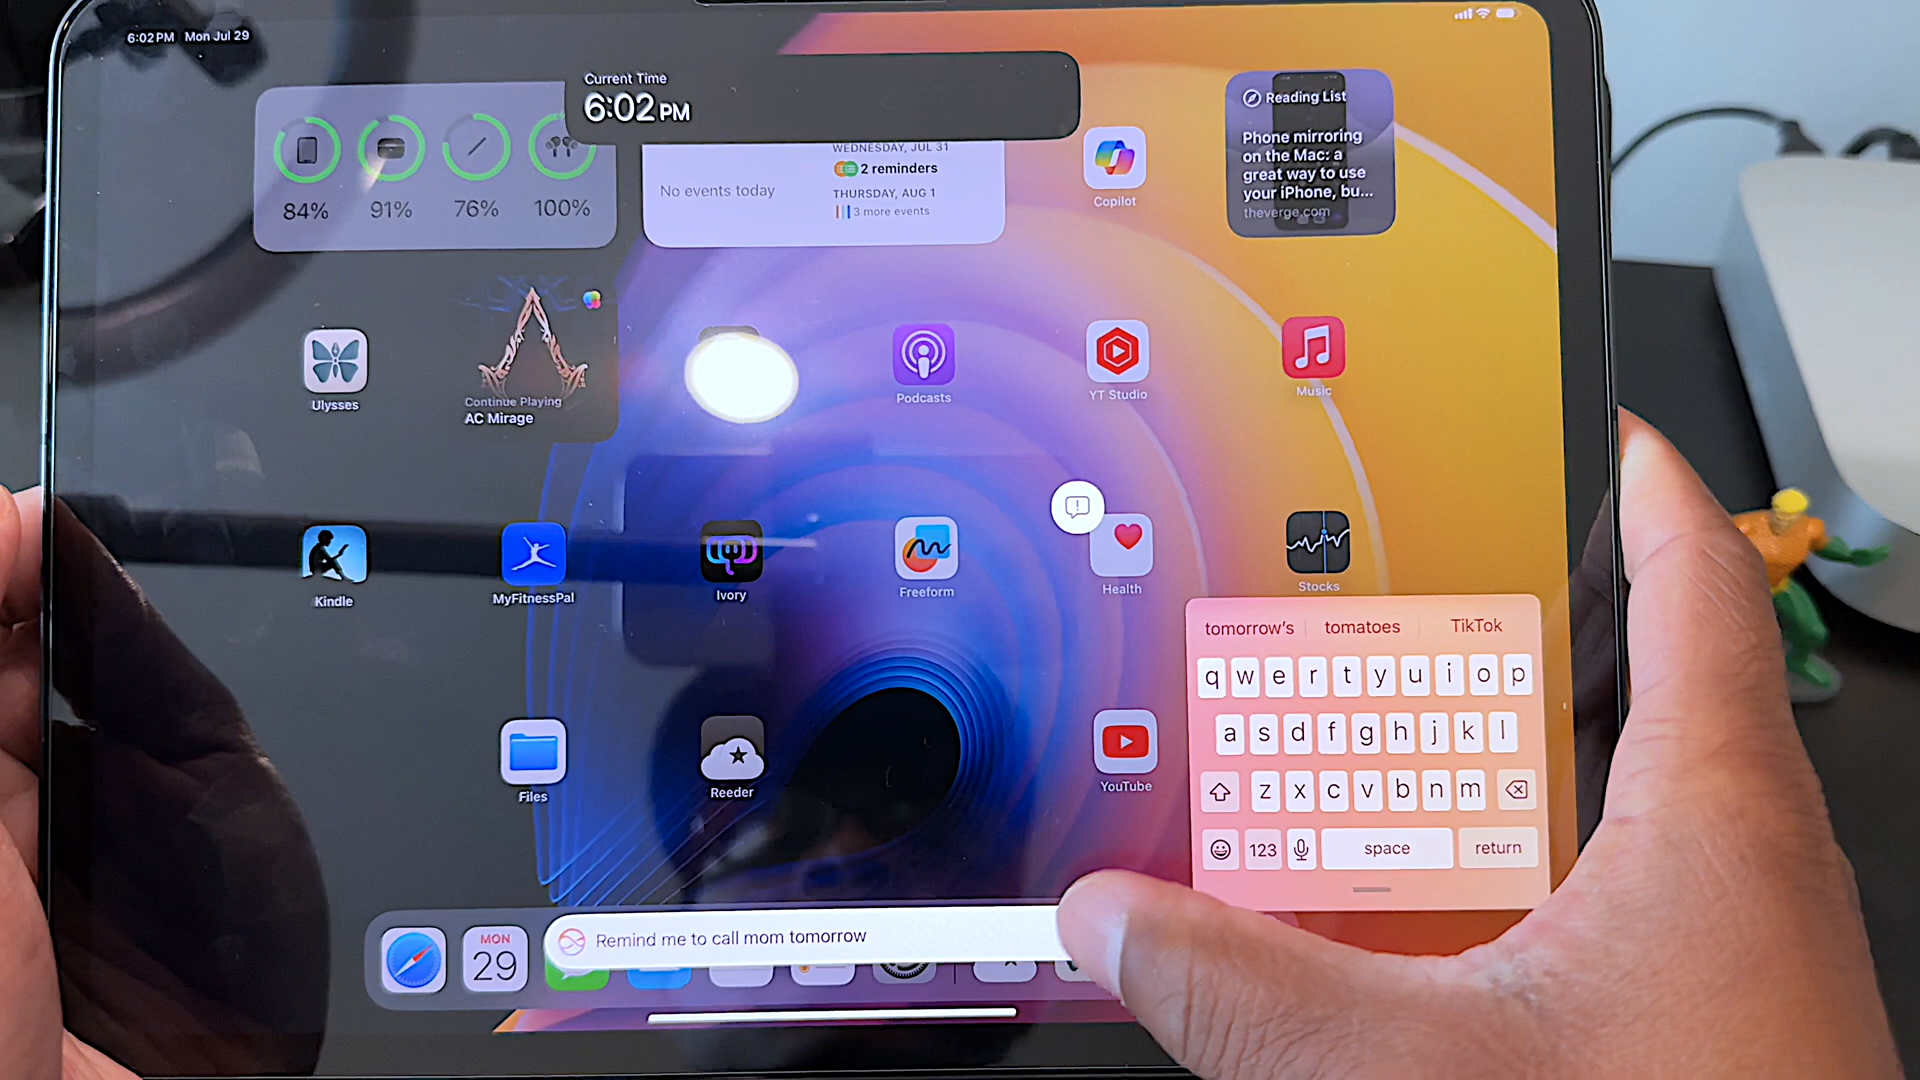 6:02 PM Mon Jul 29
Current Time
6:02 PM
84%
91%
76%
100%
No events today
WEDNESDAY, JUL 31
2 reminders
THURSDAY, AUG 1
3 more events
Copilot
Reading List
Phone mirroring
on the Mac: a
great way to use
your iPhone, bu...
theverge.com
Ulysses
Continue Playing
AC Mirage
Podcasts
YT Studio
Music
Kindle
MyFitnessPal
Ivory
Freeform
Health
Stocks
Files
Reeder
YouTube
tomorrow's tomatoes TikTok
q w e r t y u i o p
a s d f g h j k l
z x c v b n m
123 space return
MON
29
Remind me to call mom tomorrow